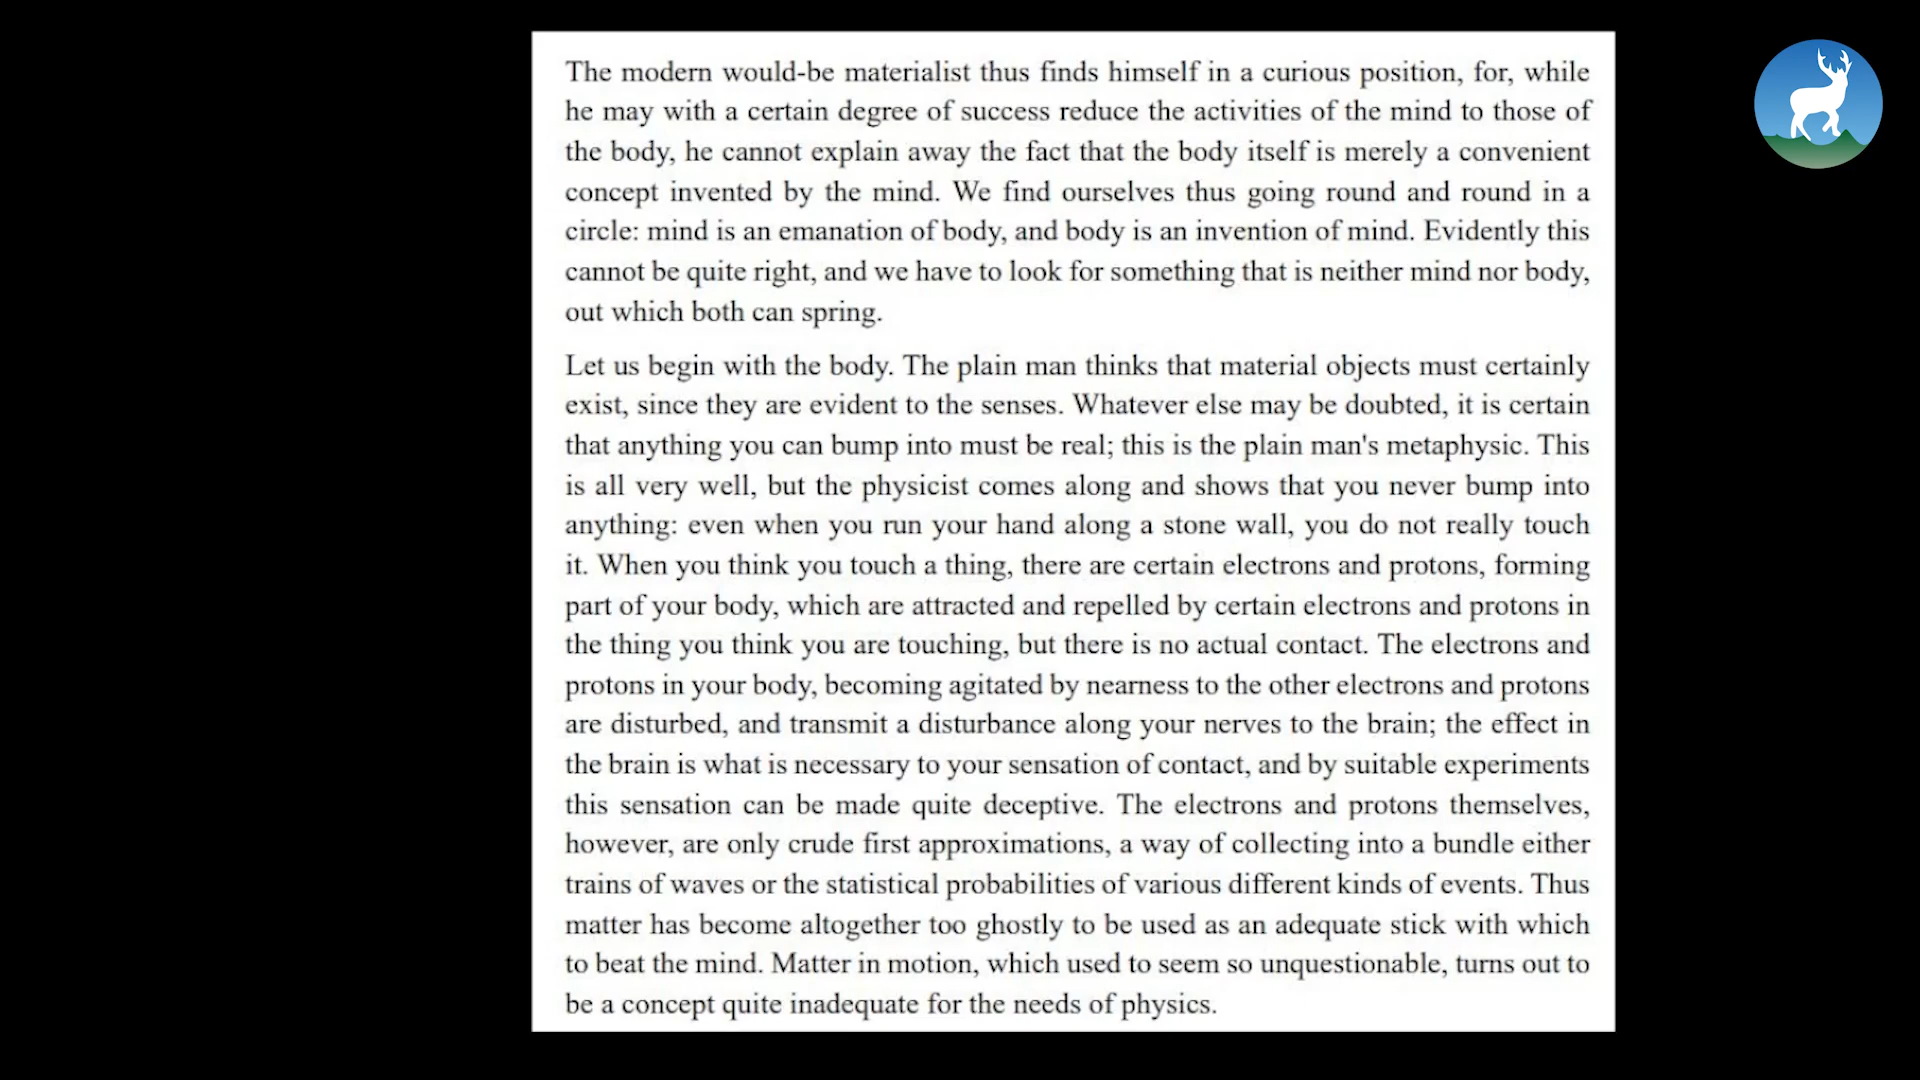 The modern would-be materialist thus finds himself in a curious position, for, while
he may with a certain degree of success reduce the activities of the mind to those of
the body, he cannot explain away the fact that the body itself is merely a convenient
concept invented by the mind. We find ourselves thus going round and round in a
circle: mind is an emanation of body, and body is an invention of mind. Evidently this
cannot be quite right, and we have to look for something that is neither mind nor body,
out which both can spring.
Let us begin with the body. The plain man thinks that material objects must certainly
exist, since they are evident to the senses. Whatever else may be doubted, it is certain
that anything you can bump into must be real; this is the plain man's metaphysic. This
is all very well, but the physicist comes along and shows that you never bump into
anything: even when you run your hand along a stone wall, you do not really touch
it. When you think you touch a thing, there are certain electrons and protons, forming
part of your body, which are attracted and repelled by certain electrons and protons in
the thing you think you are touching, but there is no actual contact. The electrons and
protons in your body, becoming agitated by nearness to the other electrons and protons
are disturbed, and transmit a disturbance along your nerves to the brain; the effect in
the brain is what is necessary to your sensation of contact, and by suitable experiments
this sensation can be made quite deceptive. The electrons and protons themselves,
however, are only crude first approximations, a way of collecting into a bundle either
trains of waves or the statistical probabilities of various different kinds of events. Thus
matter has become altogether too ghostly to be used as an adequate stick with which
to beat the mind. Matter in motion, which used to seem so unquestionable, turns out to
be a concept quite inadequate for the needs of physics.